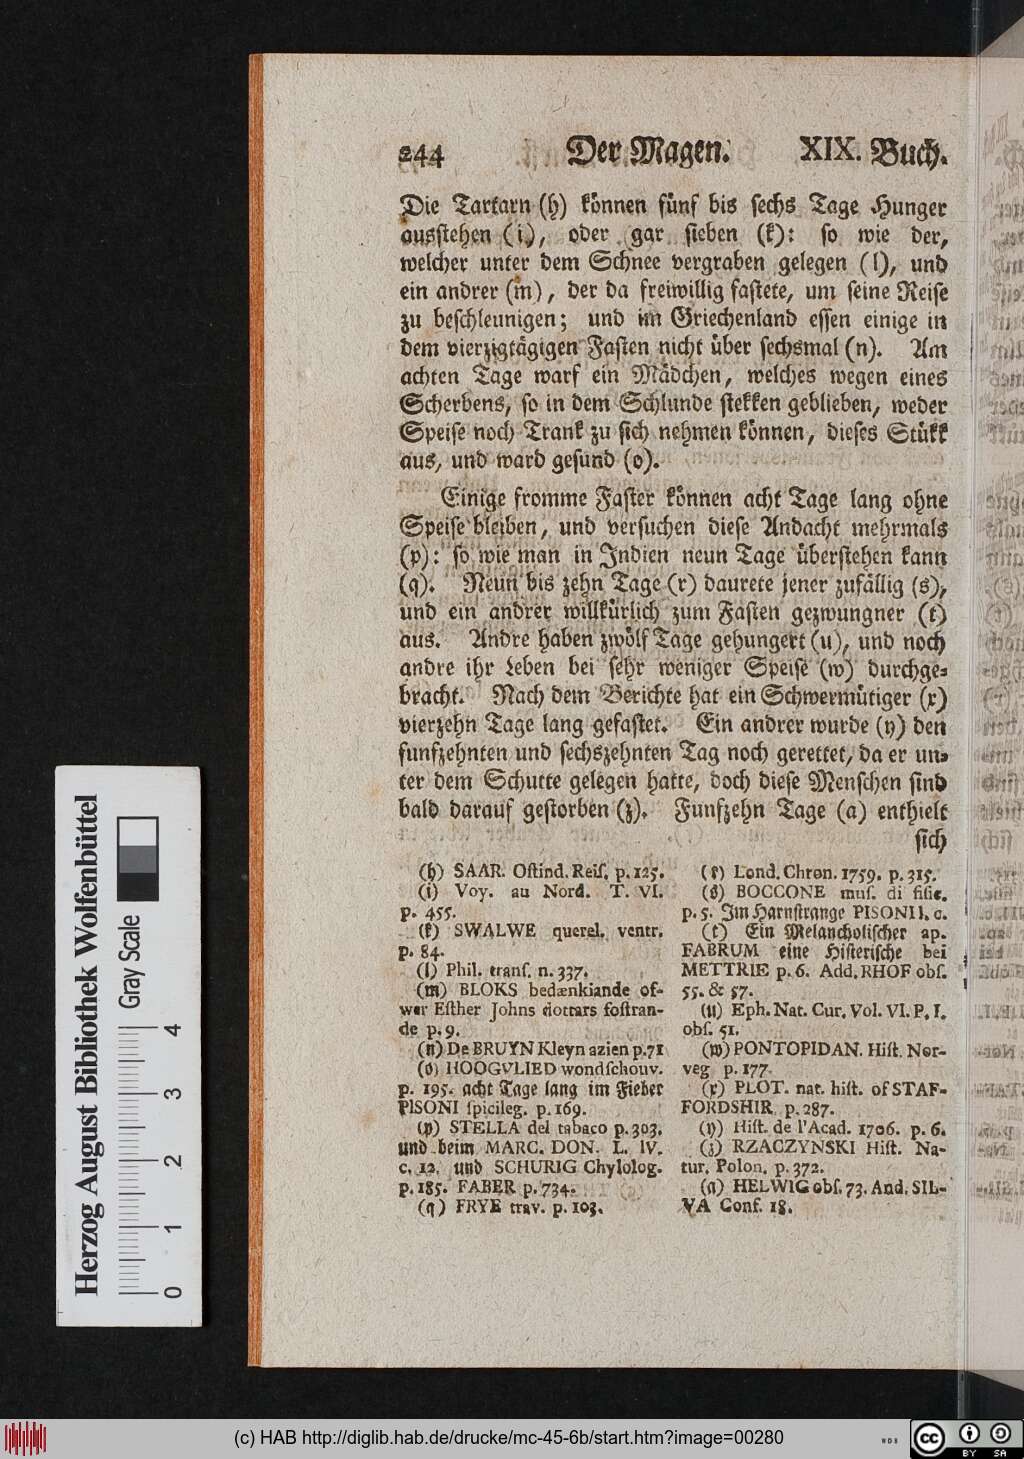 244 Der Magen. XIX. Buch.
Die Tartarn (h) können fünf bis sechs Tage Hunger
ausstehen (i), oder gar sieben (k): so wie der,
welcher unter dem Schnee vergraben gelegen (l), und
ein andrer (m), der da freiwillig fastete, um seine Reise
zu beschleunigen; und im Griechenland essen einige in
dem vierzigtägigen Fasten nicht über sechsmal (n). Am
achten Tage warf ein Mädchen, welches wegen eines
Scherbens, so in dem Schlunde stekken geblieben, weder
Speise noch Trank zu sich nehmen können, dieses Stükk
aus, und ward gesund (o).
Einige fromme Faster können acht Tage lang ohne
Speise bleiben, und versuchen diese Andacht mehrmals
(p): so wie man in Indien neun Tage überstehen kann
(q). Neun bis zehn Tage (r) daurete jener zufällig (s),
und ein andrer willkürlich zum Fasten gezwungner (t)
aus. Andre haben zwölf Tage gehungert (u), und noch
andre ihr Leben bei sehr weniger Speise (w) durchge-
bracht. Nach dem Berichte hat ein Schwermütiger (x)
vierzehn Tage lang gefastet. Ein andrer wurde (y) den
funfzehnten und sechszehnten Tag noch gerettet, da er un-
ter dem Schutte gelegen hatte, doch diese Menschen sind
bald darauf gestorben (z). Funfzehn Tage (a) enthielt
sich
(h) SAAR. Ostind. Reis. p. 125.
(i) Voy. au Nord. T. VI.
p. 455.
(k) SWALWE querel. ventr.
p. 84.
(l) Phil. trans. n. 337.
(m) BLOKS bedænkiande of-
wer Esther Johns dottars fostran-
de p. 9.
(n) De BRUYN Kleyn azien p. 71
(o) HOOGVLIED wondschouv.
p. 195. acht Tage lang im Fieber
PISONI spicileg. p. 169.
(p) STELLA del tabaco p. 303.
und beim MARC. DON. L. IV.
c. 12. und SCHURIG Chylolog.
p. 185. FABER p. 734.
(q) FRYE trav. p. 103.
(r) Lond. Chron. 1759. p. 315.
(s) BOCCONE mus. di fisic.
p. 5. Im Harnstrange PISONI l. c.
(t) Ein Melancholischer ap.
FABRUM eine Histerische bei
METTRIE p. 6. Add. RHOF obs.
55. & 57.
(u) Eph. Nat. Cur. Vol. VI. P. I.
obs. 51.
(w) PONTOPIDAN. Hist. Nor-
veg p. 177.
(x) PLOT. nat. hist. of STAF-
FORDSHIR p. 287.
(y) Hist. de l'Acad. 1706. p. 6.
(z) RZACZYNSKI Hist. Na-
tur. Polon. p. 372.
(a) HELWIG obs. 73. And. SIL-
VA Conf. 18.
Herzog August Bibliothek Wolfenbüttel
Gray Scale
0 1 2 3 4
(c) HAB http://diglib.hab.de/drucke/mc-45-6b/start.htm?image=00280
WDB
cc BY SA